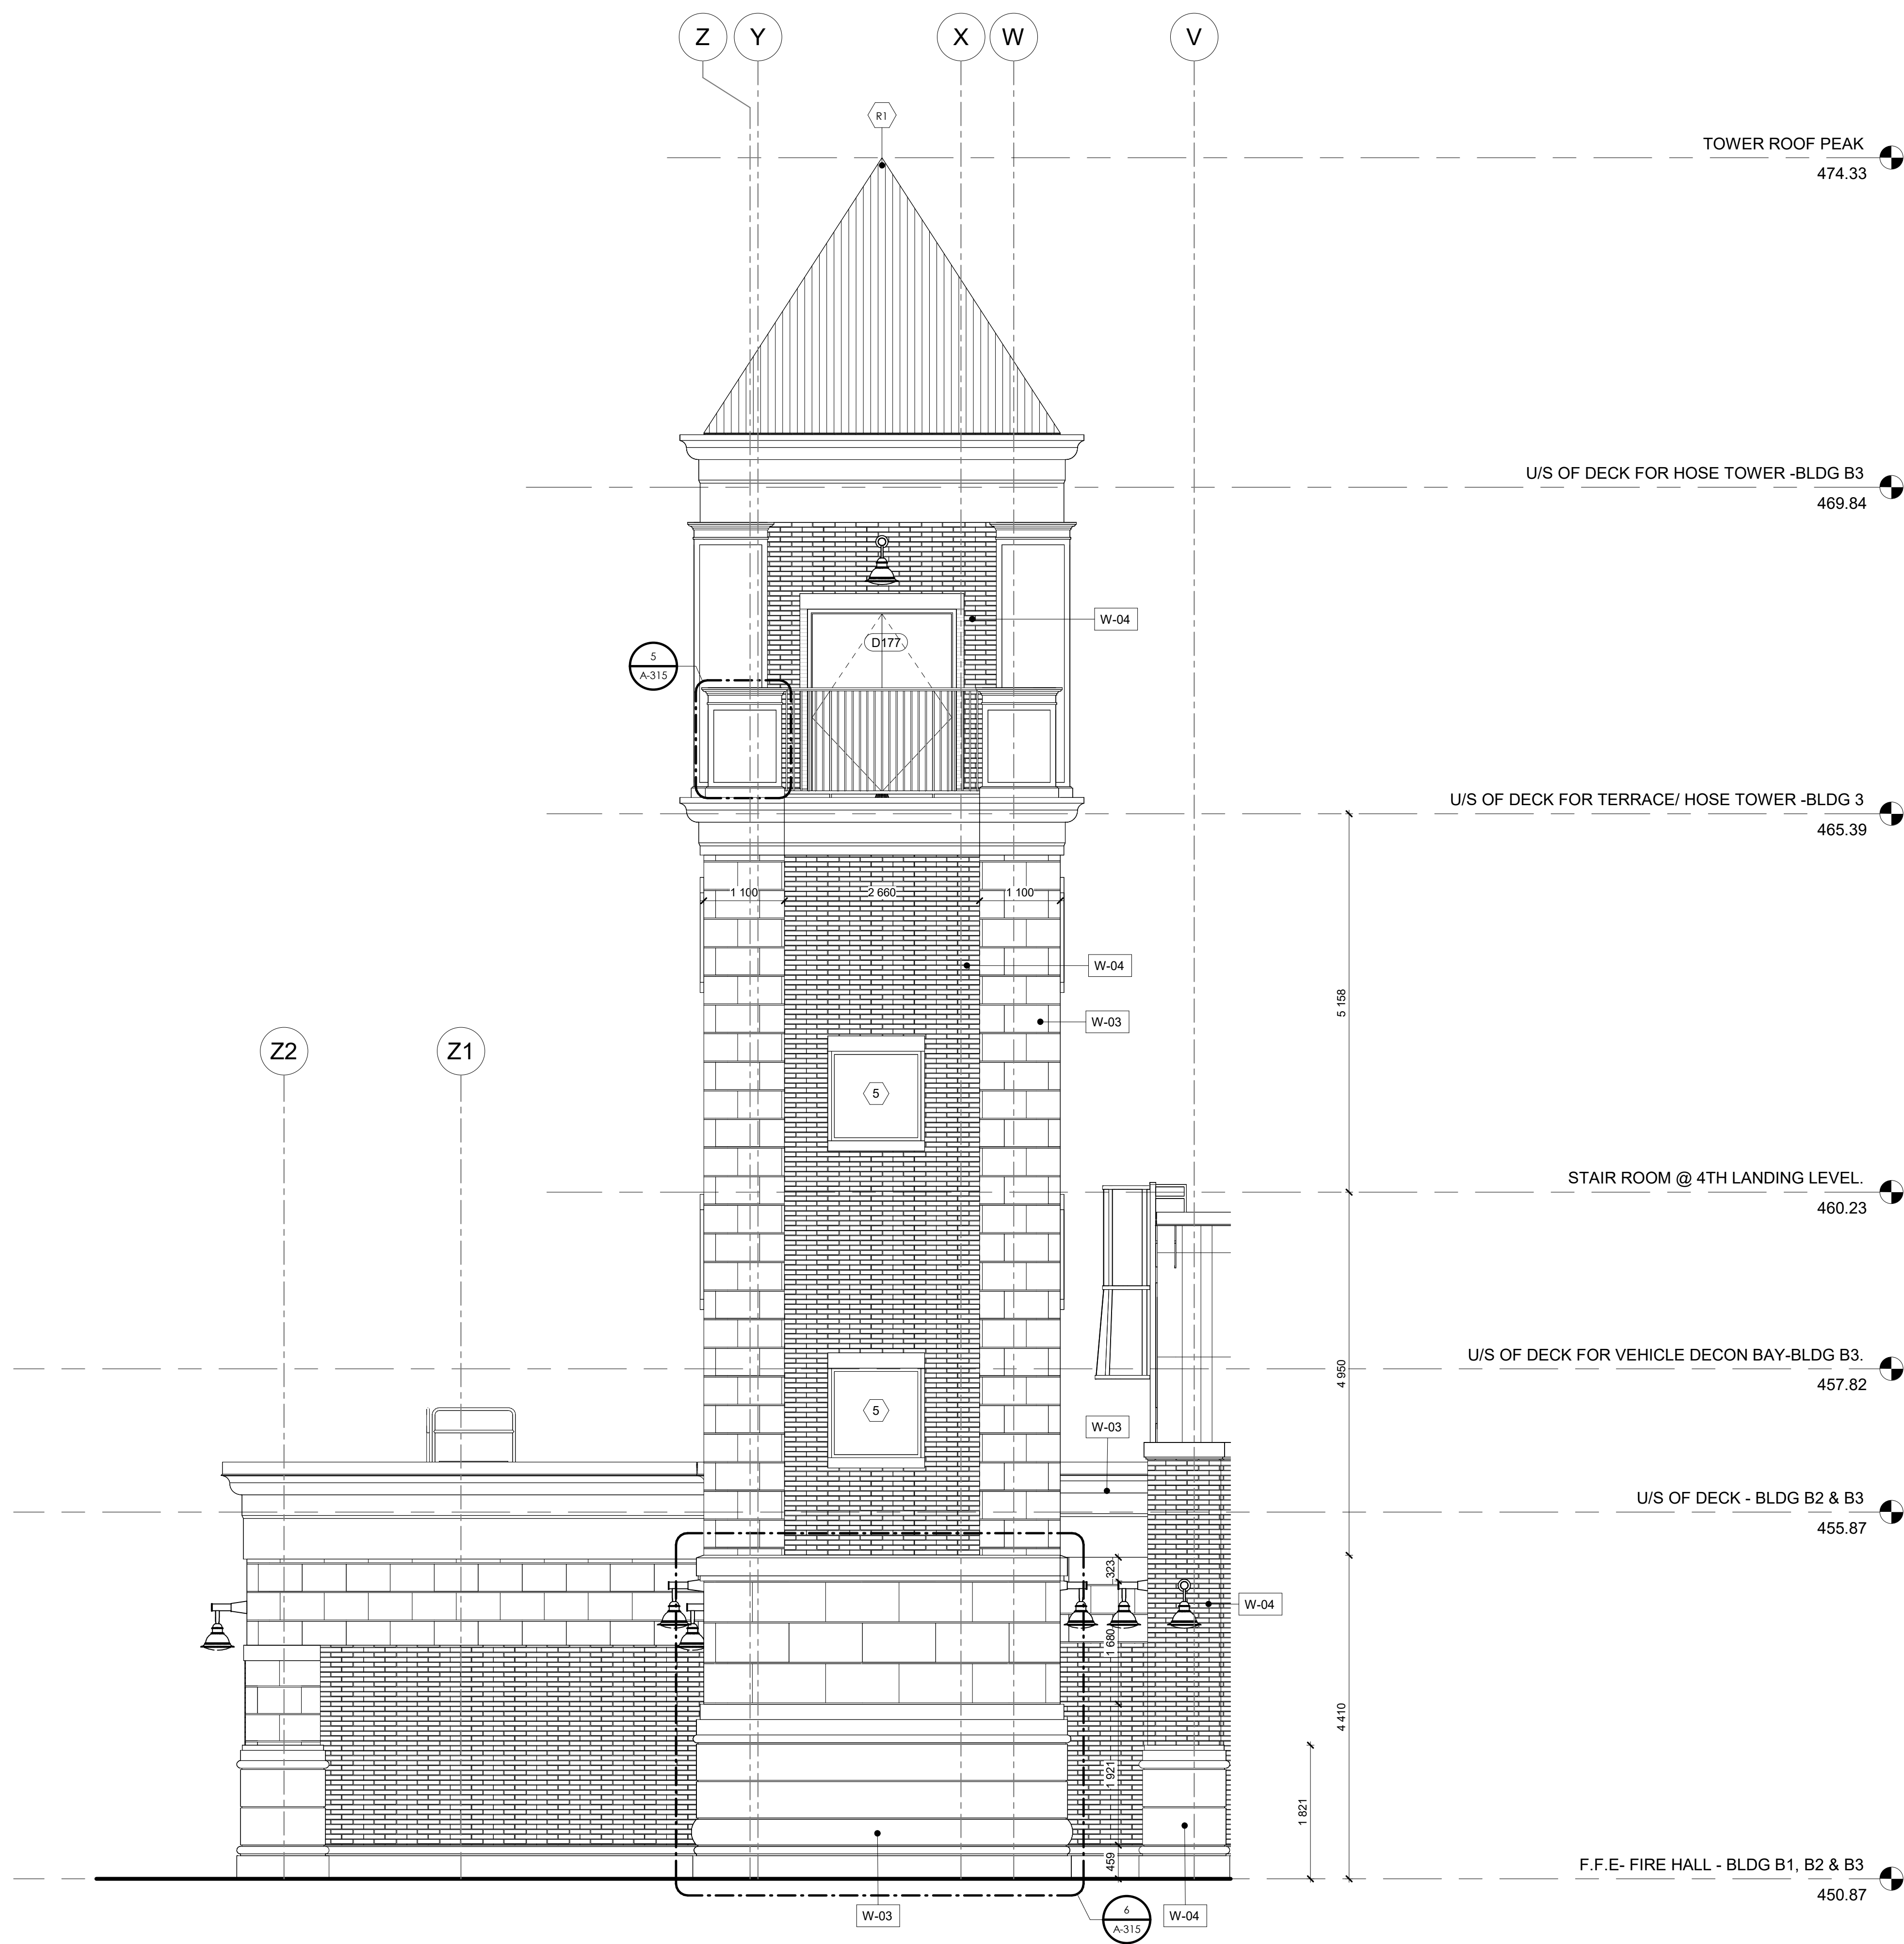 Z
Y
X
W
V
R1
TOWER ROOF PEAK
474.33
U/S OF DECK FOR HOSE TOWER -BLDG B3
469.84
W-04
D177
5
A-315
U/S OF DECK FOR TERRACE/ HOSE TOWER -BLDG 3
465.39
1 100
2 660
1 100
W-04
5 158
W-03
Z2
Z1
5
STAIR ROOM @ 4TH LANDING LEVEL.
460.23
U/S OF DECK FOR VEHICLE DECON BAY-BLDG B3.
457.82
4 950
5
W-03
U/S OF DECK - BLDG B2 & B3
455.87
323
W-04
1 680
4 410
1 921
1 821
459
F.F.E- FIRE HALL - BLDG B1, B2 & B3
450.87
W-03
6
A-315
W-04